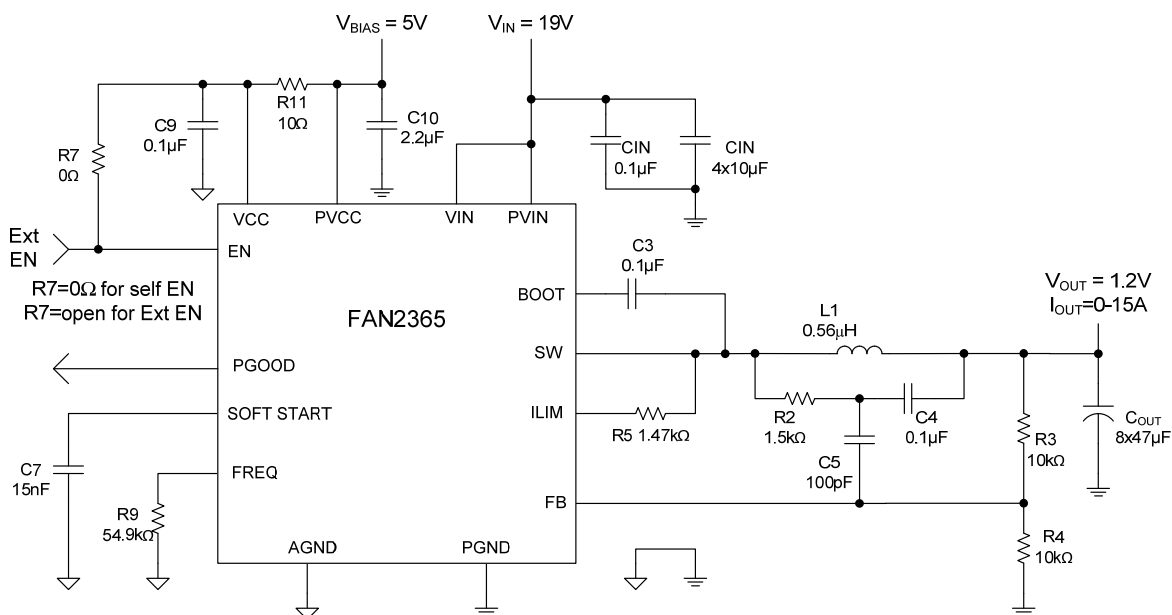 V_BIAS = 5V
V_IN = 19V
R11
10Ω
C9
0.1µF
C10
2.2µF
CIN
0.1µF
CIN
4x10µF
R7
0Ω
VCC
PVCC
VIN
PVIN
Ext
EN
EN
R7=0Ω for self EN
R7=open for Ext EN
FAN2365
C3
0.1µF
BOOT
V_OUT = 1.2V
I_OUT=0-15A
L1
0.56µH
SW
PGOOD
SOFT START
ILIM
R5 1.47kΩ
R2
1.5kΩ
C4
0.1µF
C_OUT
8x47µF
R3
10kΩ
C7
15nF
FREQ
C5
100pF
R9
54.9kΩ
FB
R4
10kΩ
AGND
PGND